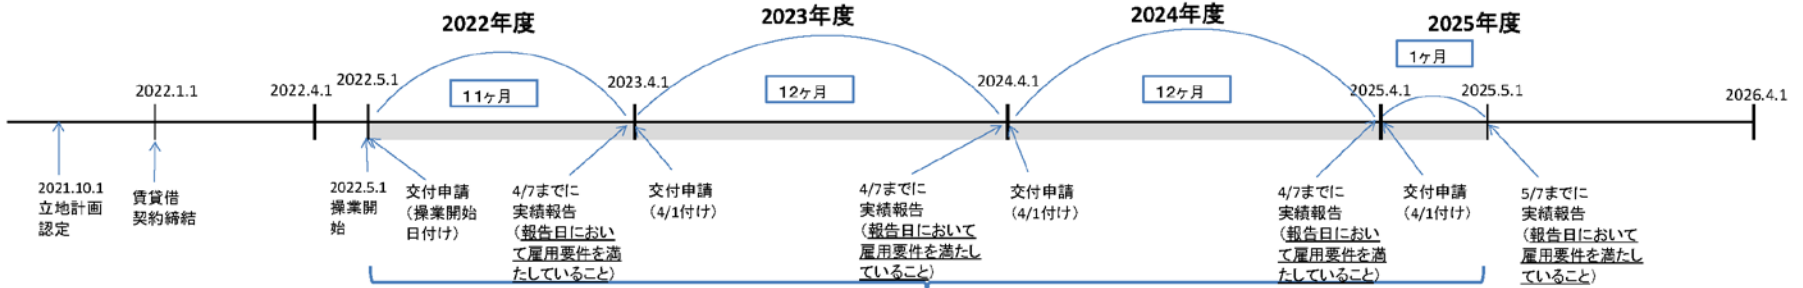 2022年度
2023年度
2024年度
2025年度
11ヶ月
12ヶ月
12ヶ月
1ヶ月
2022.1.1
2022.4.1
2022.5.1
2023.4.1
2024.4.1
2025.4.1
2025.5.1
2026.4.1
2021.10.1
立地計画
認定
賃貸借
契約締結
2022.5.1
操業開
始
交付申請
（操業開始
日付け）
4/7までに
実績報告
（報告日におい
て雇用要件を満
たしていること）
交付申請
（4/1付け）
4/7までに
実績報告
（報告日において
雇用要件を満たし
ていること）
交付申請
（4/1付け）
4/7までに
実績報告
（報告日におい
て雇用要件を満
たしていること）
交付申請
（4/1付け）
5/7までに
実績報告
（報告日において
雇用要件を満たし
ていること）